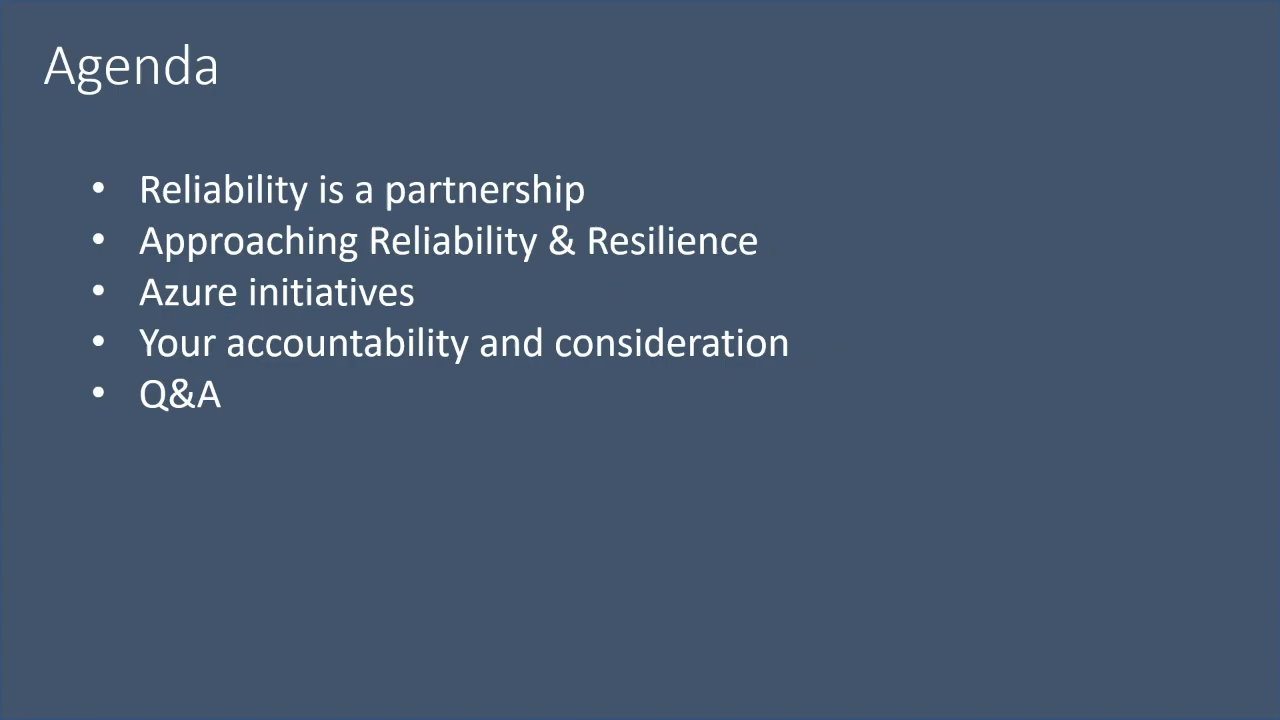 Agenda
• Reliability is a partnership
• Approaching Reliability & Resilience
• Azure initiatives
• Your accountability and consideration
• Q&A